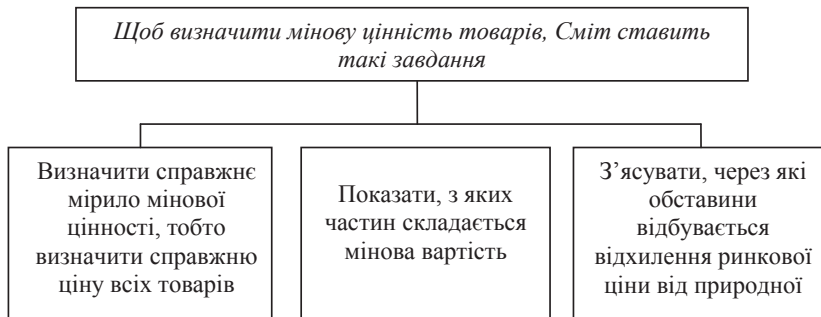 Щоб визначити мінову цінність товарів, Сміт ставить
такі завдання
Визначити справжнє
мірило мінової
цінності, тобто
визначити справжню
ціну всіх товарів
Показати, з яких
частин складається
мінова вартість
З’ясувати, через які
обставини
відбувається
відхилення ринкової
ціни від природної